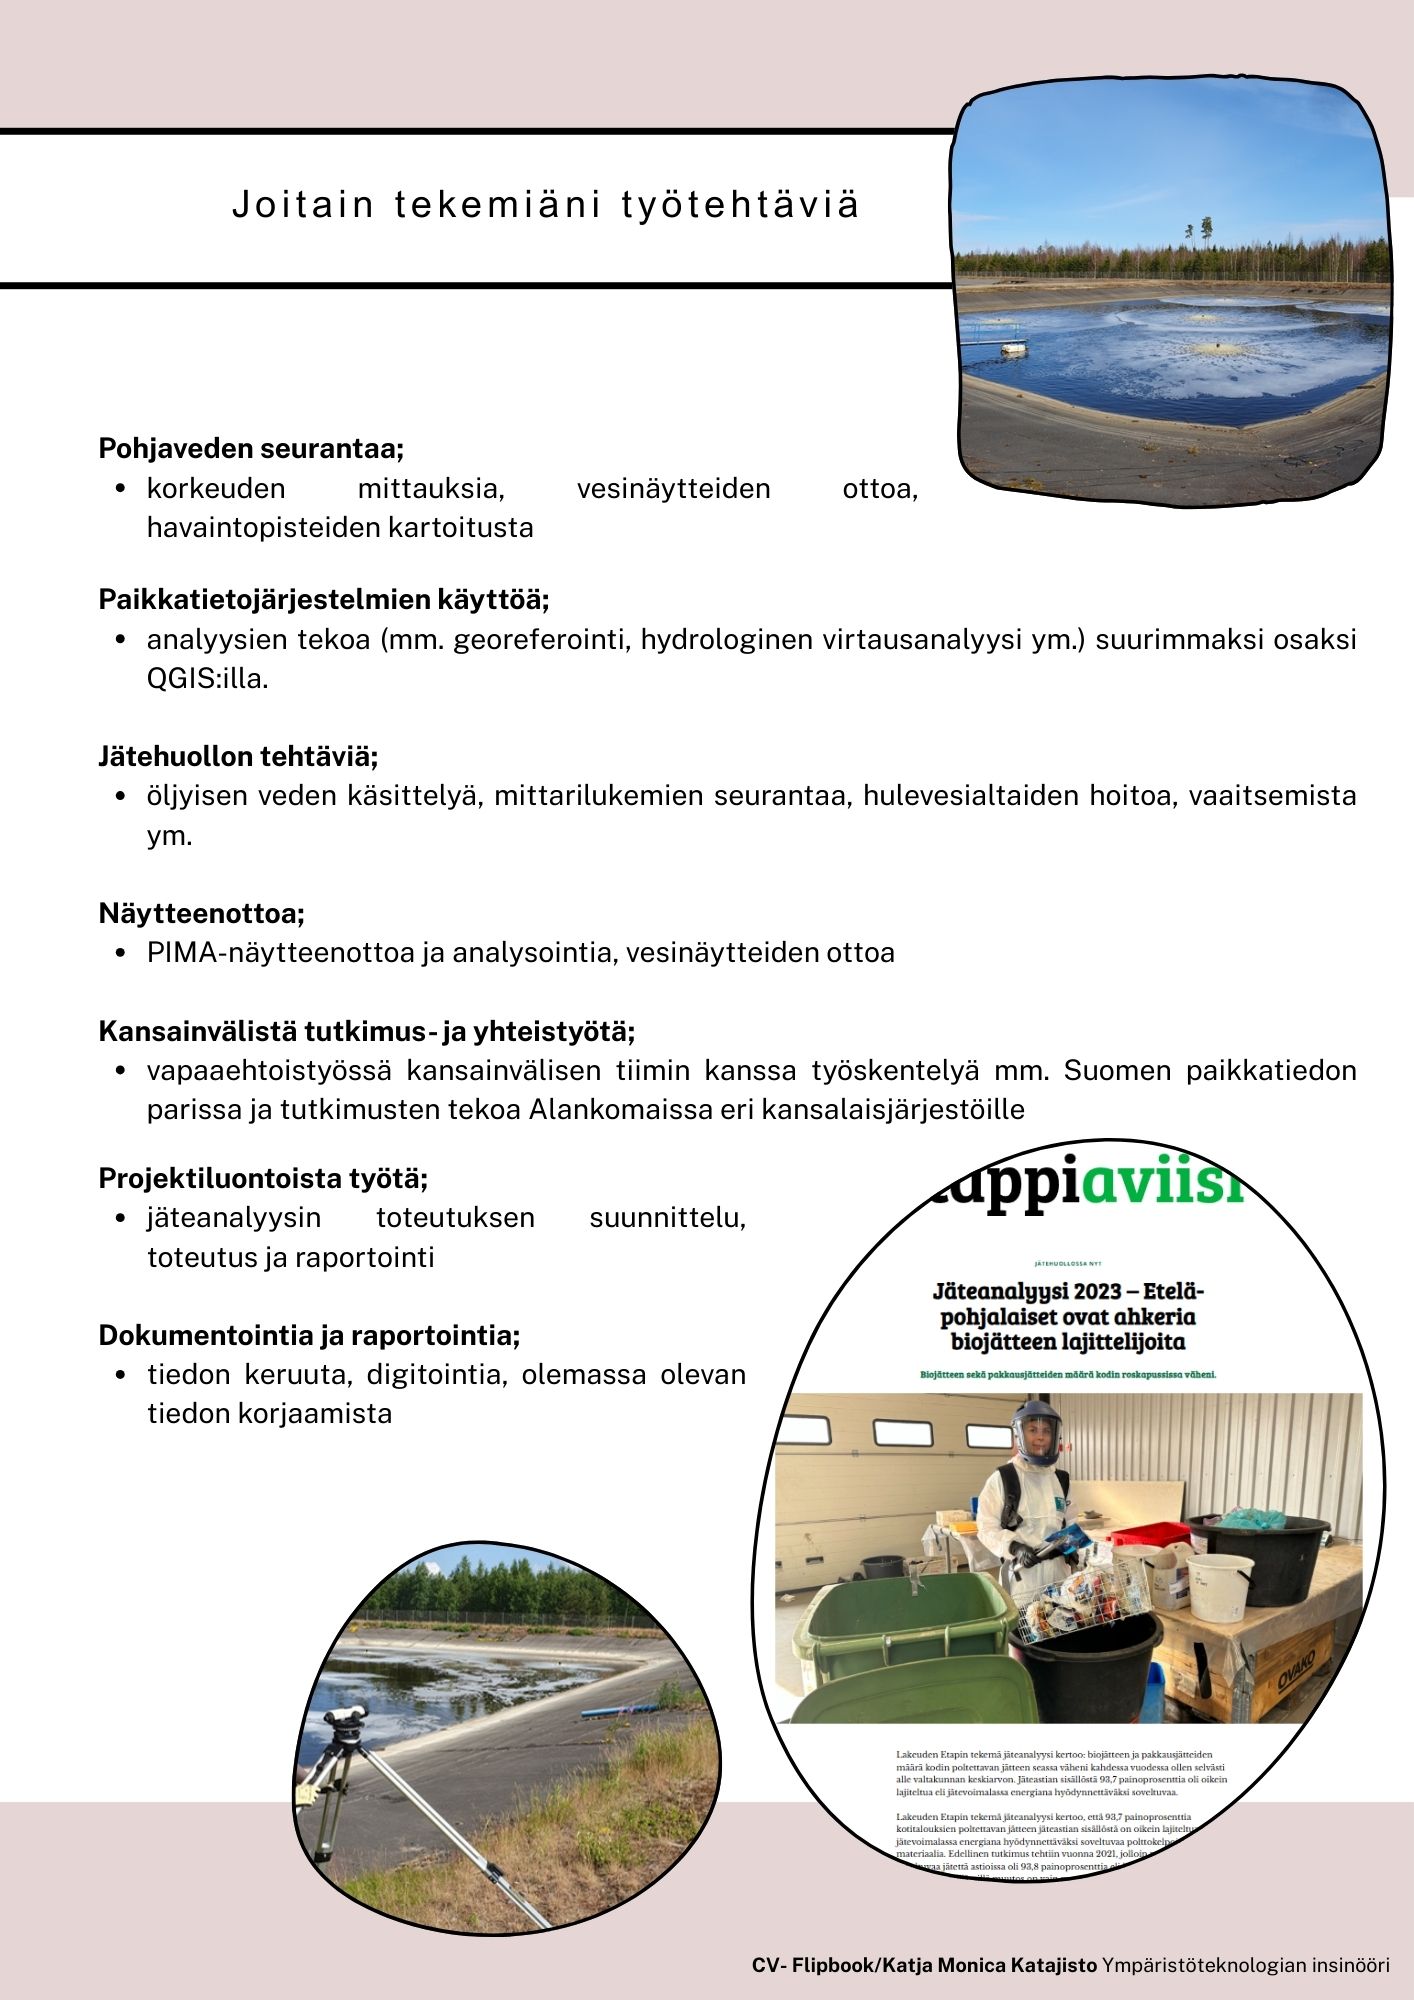 Joitain tekemiäni työtehtäviä
Pohjaveden seurantaa;
• korkeuden mittauksia, vesinäytteiden ottoa,
havaintopisteiden kartoitusta
Paikkatietojärjestelmien käyttöä;
• analyysien tekoa (mm. georeferointi, hydrologinen virtausanalyysi ym.) suurimmaksi osaksi
QGIS:illa.
Jätehuollon tehtäviä;
• öljyisen veden käsittelyä, mittarilukemien seurantaa, hulevesialtaiden hoitoa, vaaitsemista
ym.
Näytteenottoa;
• PIMA-näytteenottoa ja analysointia, vesinäytteiden ottoa
Kansainvälistä tutkimus- ja yhteistyötä;
• vapaaehtoistyössä kansainvälisen tiimin kanssa työskentelyä mm. Suomen paikkatiedon
parissa ja tutkimusten tekoa Alankomaissa eri kansalaisjärjestöille
Projektiluontoista työtä;
• jäteanalyysin toteutuksen suunnittelu,
toteutus ja raportointi
Dokumentointia ja raportointia;
• tiedon keruuta, digitointia, olemassa olevan
tiedon korjaamista
appiaviisi
JÄTEHUOLLOSSA NYT
Jäteanalyysi 2023 – Etelä-
pohjalaiset ovat ahkeria
biojätteen lajittelijoita
Biojätteen sekä pakkausjätteiden määrä kodin roskapussissa väheni.
OVAKO
Lakeuden Etapin tekemä jäteanalyysi kertoo: biojätteen ja pakkausjätteiden
määrä kodin poltettavan jätteen seassa väheni kahdessa vuodessa ollen selvästi
alle valtakunnan keskiarvon. Jäteastian sisällöstä 93,7 painoprosenttia oli oikein
lajiteltua eli jätevoimalassa energiana hyödynnettäväksi soveltuvaa.
Lakeuden Etapin tekemä jäteanalyysi kertoo, että 93,7 painoprosenttia
kotitalouksien poltettavan jätteen jäteastian sisällöstä on oikein lajiteltu
jätevoimalassa energiana hyödynnettäväksi soveltuvaa polttokelpo
materiaalia. Edellinen tutkimus tehtiin vuonna 2021, jolloin
jätettä astioissa oli 93,8 painoprosenttia
muutos on vain
CV- Flipbook/Katja Monica Katajisto Ympäristöteknologian insinööri